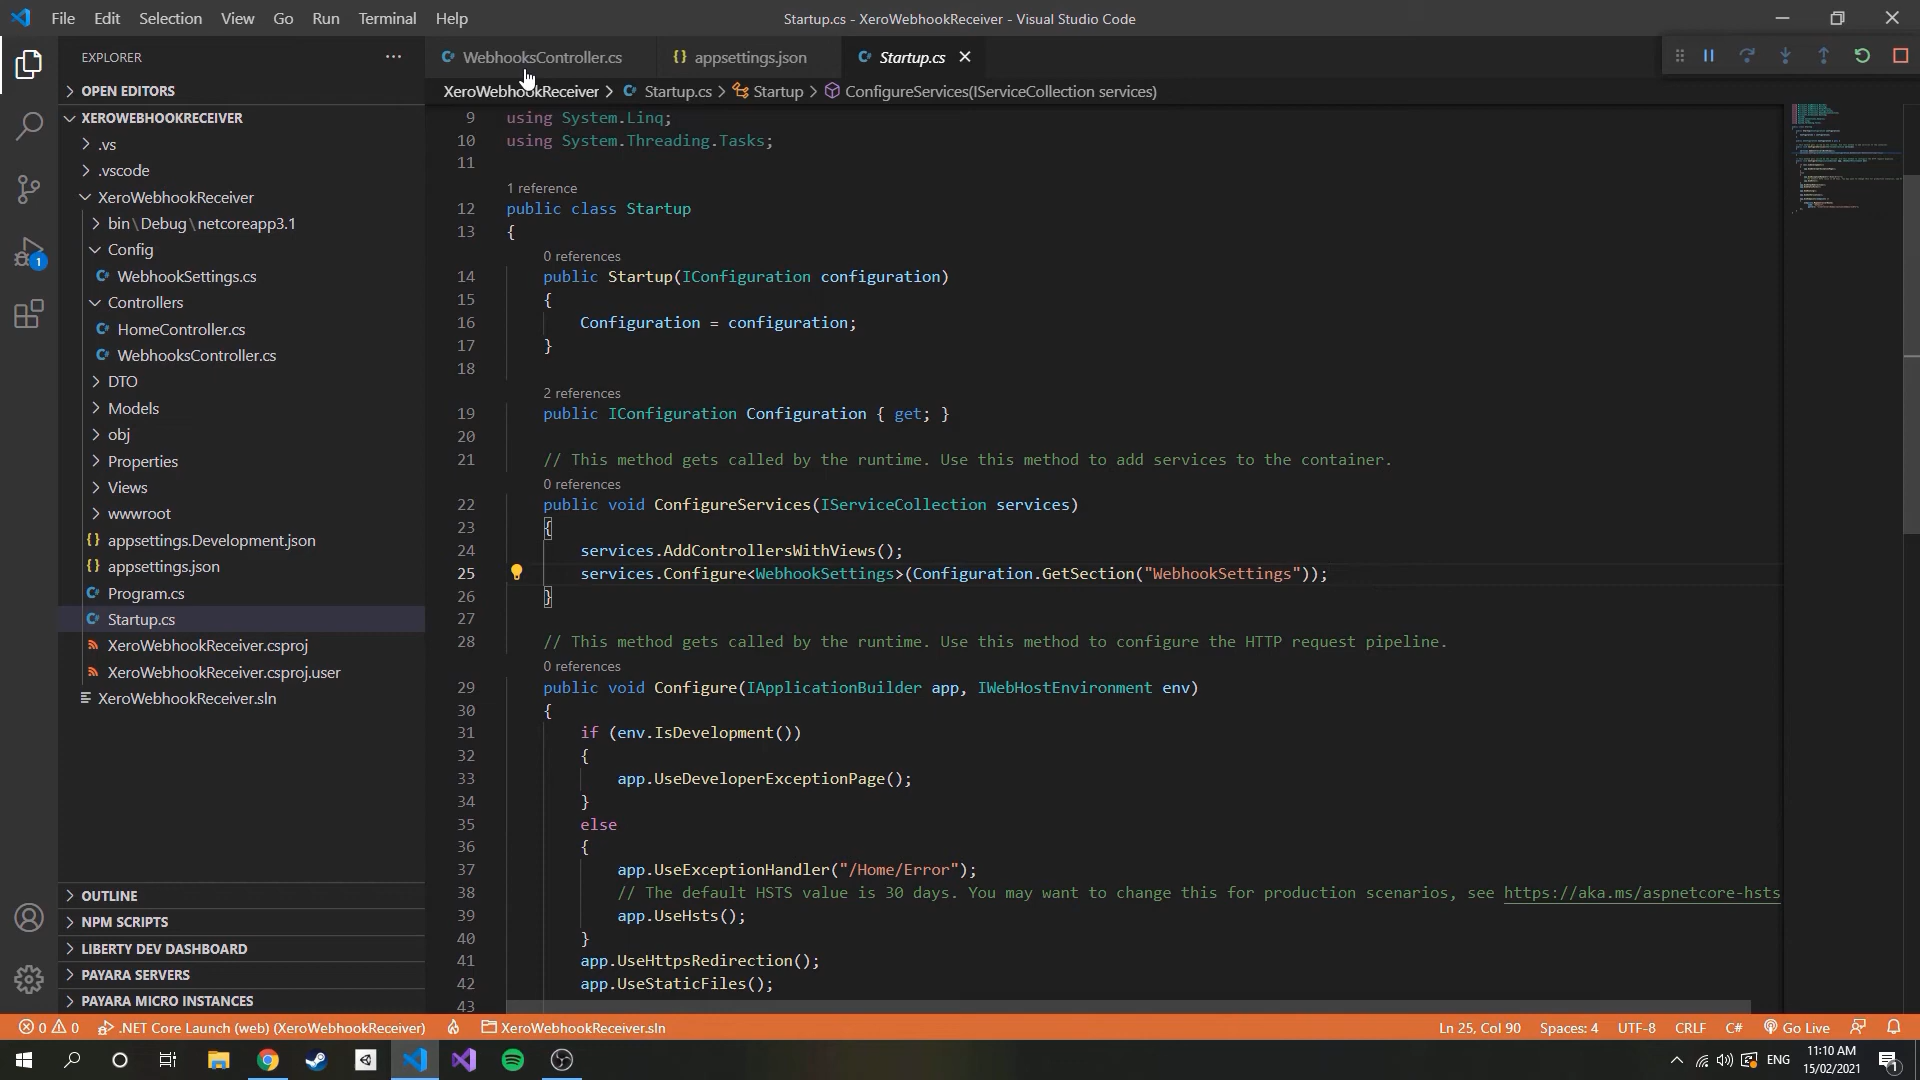 File Edit Selection View Go Run Terminal Help
Startup.cs - XeroWebhookReceiver - Visual Studio Code
EXPLORER
OPEN EDITORS
XEROWEBHOOKRECEIVER
.vs
.vscode
XeroWebhookReceiver
bin\Debug\netcoreapp3.1
Config
WebhookSettings.cs
Controllers
HomeController.cs
WebhooksController.cs
DTO
Models
obj
Properties
Views
wwwroot
appsettings.Development.json
appsettings.json
Program.cs
Startup.cs
XeroWebhookReceiver.csproj
XeroWebhookReceiver.csproj.user
XeroWebhookReceiver.sln
OUTLINE
NPM SCRIPTS
LIBERTY DEV DASHBOARD
PAYARA SERVERS
PAYARA MICRO INSTANCES
WebhooksController.cs appsettings.json Startup.cs
XeroWebhookReceiver > Startup.cs > Startup > ConfigureServices(IServiceCollection services)
9 using System.Linq;
10 using System.Threading.Tasks;
11
1 reference
12 public class Startup
13 {
0 references
14 public Startup(IConfiguration configuration)
15 {
16 Configuration = configuration;
17 }
18
2 references
19 public IConfiguration Configuration { get; }
20
21 // This method gets called by the runtime. Use this method to add services to the container.
0 references
22 public void ConfigureServices(IServiceCollection services)
23 {
24 services.AddControllersWithViews();
25 services.Configure<WebhookSettings>(Configuration.GetSection("WebhookSettings"));
26 }
27
28 // This method gets called by the runtime. Use this method to configure the HTTP request pipeline.
0 references
29 public void Configure(IApplicationBuilder app, IWebHostEnvironment env)
30 {
31 if (env.IsDevelopment())
32 {
33 app.UseDeveloperExceptionPage();
34 }
35 else
36 {
37 app.UseExceptionHandler("/Home/Error");
38 // The default HSTS value is 30 days. You may want to change this for production scenarios, see https://aka.ms/aspnetcore-hsts
39 app.UseHsts();
40 }
41 app.UseHttpsRedirection();
42 app.UseStaticFiles();
43
1
0 0 .NET Core Launch (web) (XeroWebhookReceiver) XeroWebhookReceiver.sln
Ln 25, Col 90 Spaces: 4 UTF-8 CRLF C# Go Live
ENG
11:10 AM
15/02/2021
1